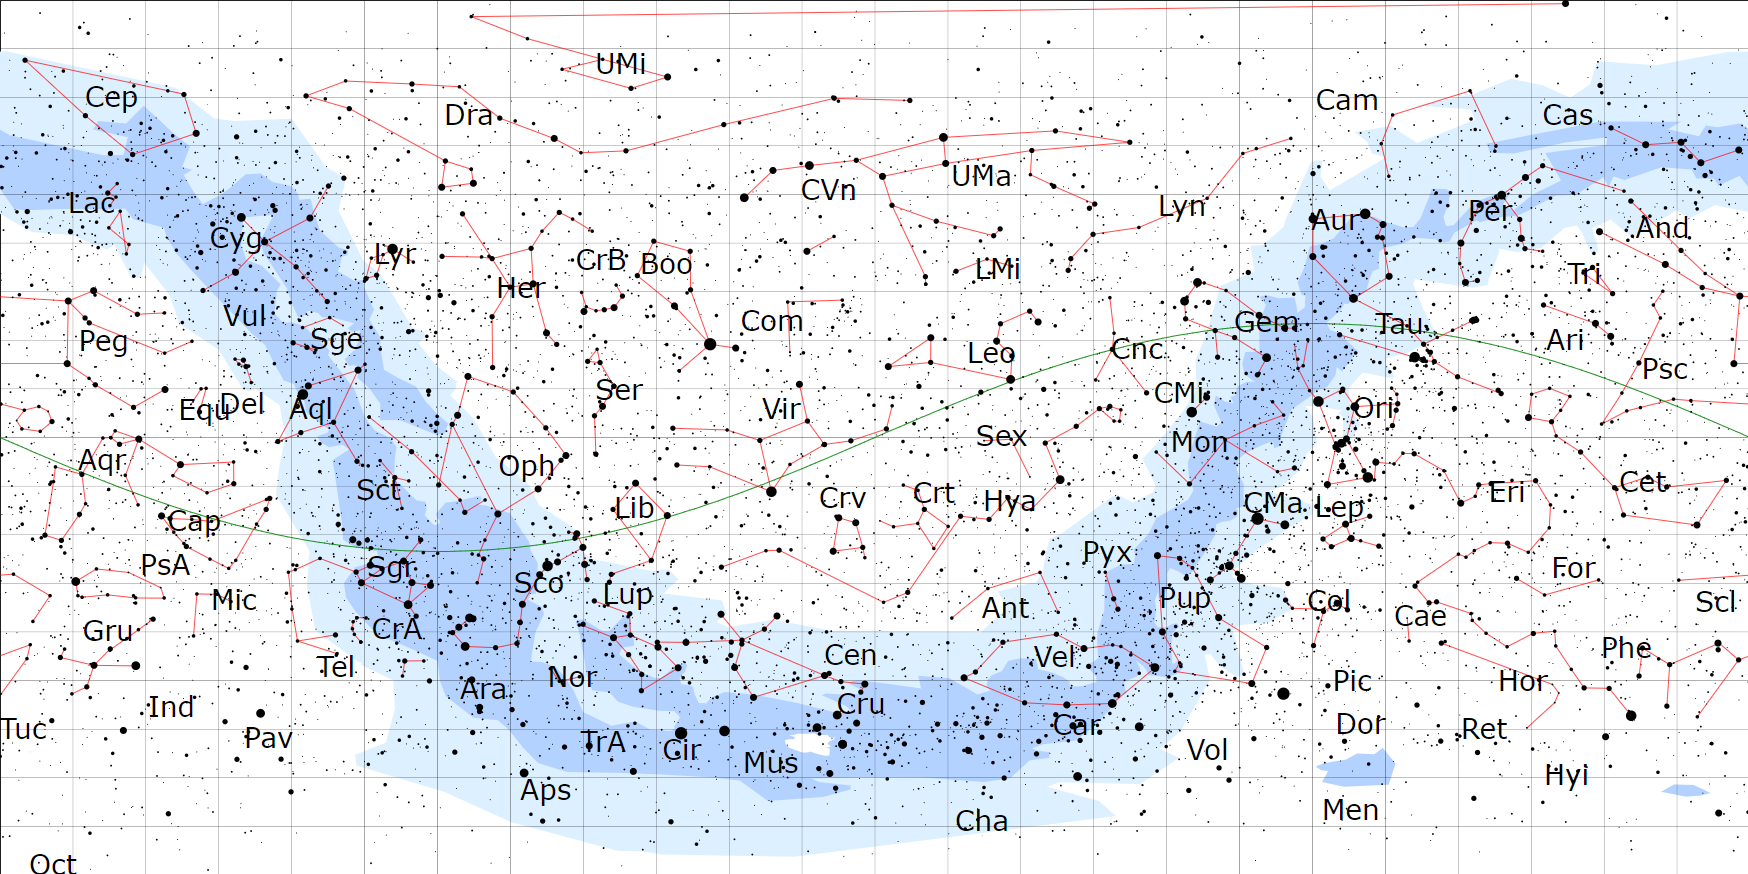 UMi
Cep
Cam
Dra
Cas
CVn
UMa
Lac
Lyn
Per
Aur
And
Cyg
Lyr
CrB
Boo
LMi
Tri
Her
Vul
Com
Gem
Tau
Peg
Sge
Leo
Cnc
Ari
Psc
Ser
CMi
Equ
Del
Aql
Vir
Ori
Sex
Mon
Aqr
Oph
Sct
Lib
Crv
Crt
Hya
CMa
Lep
Eri
Cet
Cap
Pyx
PsA
Sgr
Sco
For
Mic
Lup
Ant
Pup
Col
Cae
Scl
Gru
CrA
Cen
Vel
Phe
Tel
Nor
Ara
Pic
Hor
Ind
Cru
Tuc
Pav
TrA
Cir
Car
Dor
Ret
Mus
Vol
Hyi
Aps
Men
Cha
Oct